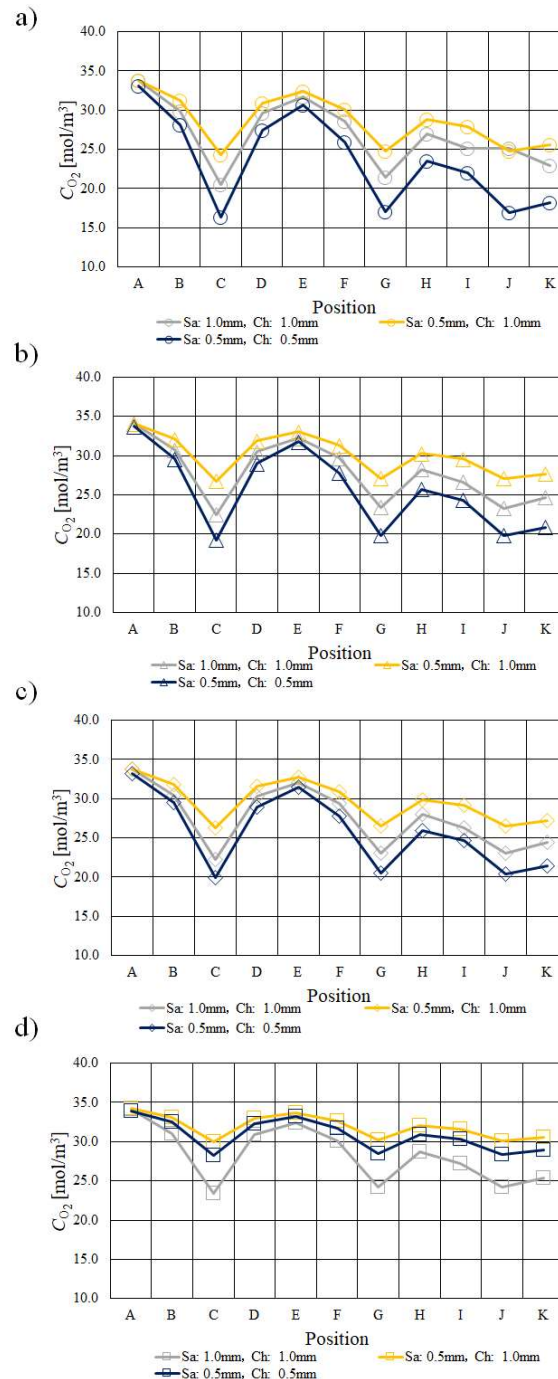 a)
40.0
35.0
30.0
25.0
20.0
15.0
10.0
C_O2 [mol/m³]
A B C D E F G H I J K
Position
Sa: 1.0mm, Ch: 1.0mm Sa: 0.5mm, Ch: 1.0mm
Sa: 0.5mm, Ch: 0.5mm
b)
40.0
35.0
30.0
25.0
20.0
15.0
10.0
C_O2 [mol/m³]
A B C D E F G H I J K
Position
Sa: 1.0mm, Ch: 1.0mm Sa: 0.5mm, Ch: 1.0mm
Sa: 0.5mm, Ch: 0.5mm
c)
40.0
35.0
30.0
25.0
20.0
15.0
10.0
C_O2 [mol/m³]
A B C D E F G H I J K
Position
Sa: 1.0mm, Ch: 1.0mm Sa: 0.5mm, Ch: 1.0mm
Sa: 0.5mm, Ch: 0.5mm
d)
40.0
35.0
30.0
25.0
20.0
15.0
10.0
C_O2 [mol/m³]
A B C D E F G H I J K
Position
Sa: 1.0mm, Ch: 1.0mm Sa: 0.5mm, Ch: 1.0mm
Sa: 0.5mm, Ch: 0.5mm